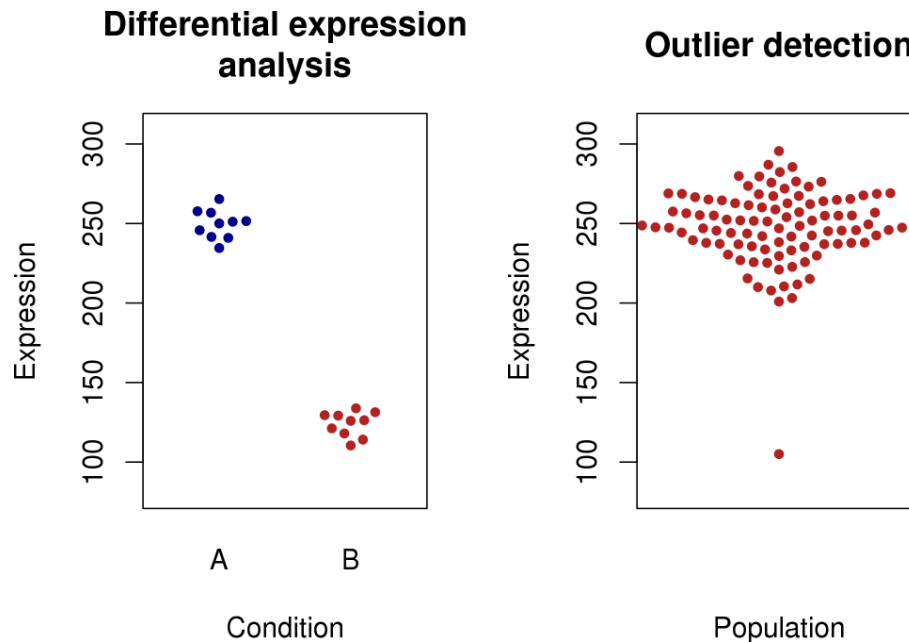 Differential expression
analysis
Expression
300
250
200
150
100
A B
Condition
Outlier detection
Expression
300
250
200
150
100
Population